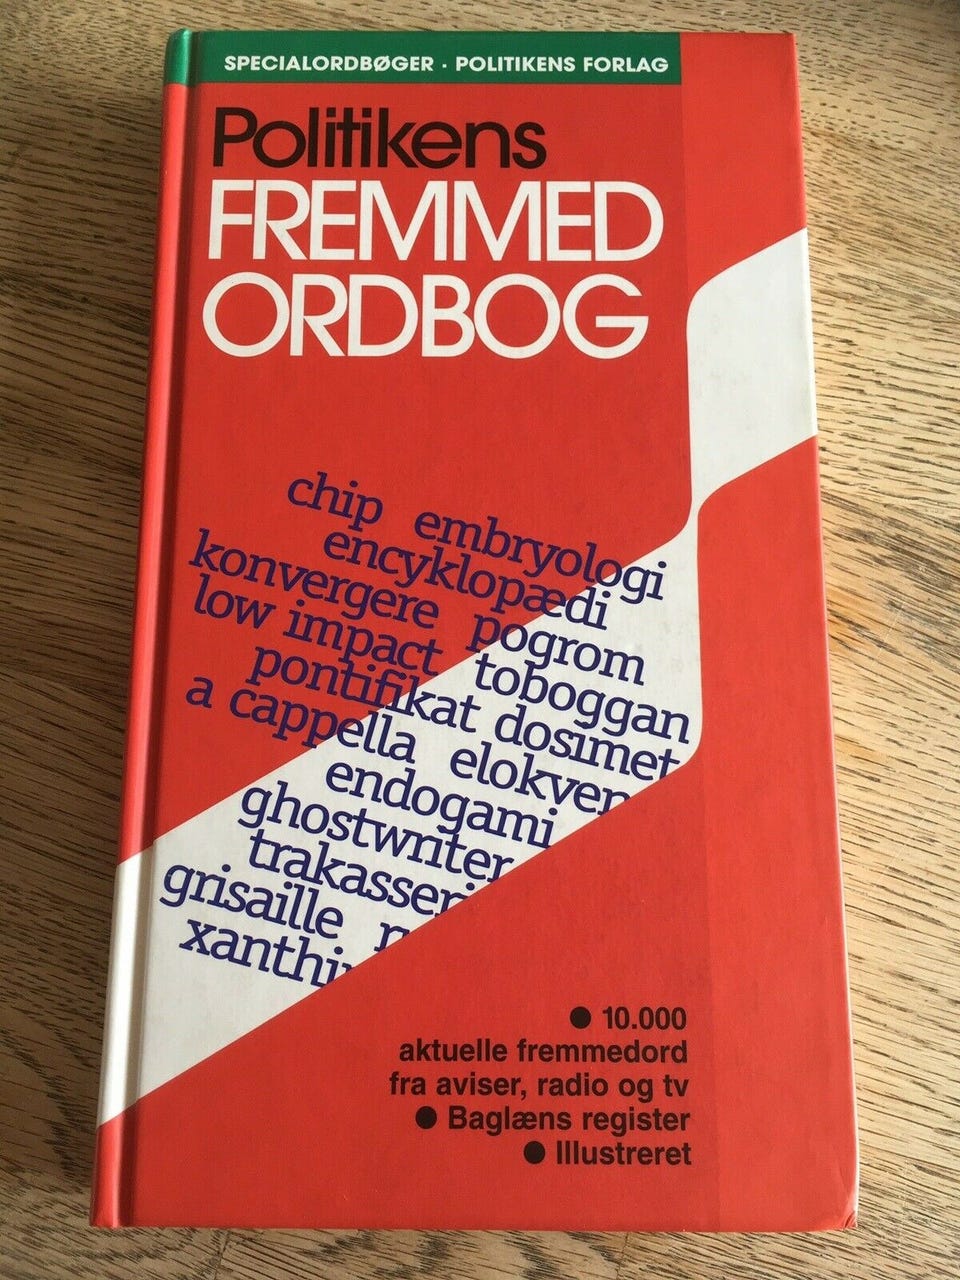 SPECIALORDBØGER · POLITIKENS FORLAG
Politikens
FREMMED
ORDBOG
chip embryologi
encyklopædi
konvergere pogrom
low impact toboggan
pontifikat dosimet
a cappella elokven
endogami
ghostwriter
trakasseri
grisaille
xanthi
● 10.000
aktuelle fremmedord
fra aviser, radio og tv
● Baglæns register
● Illustreret